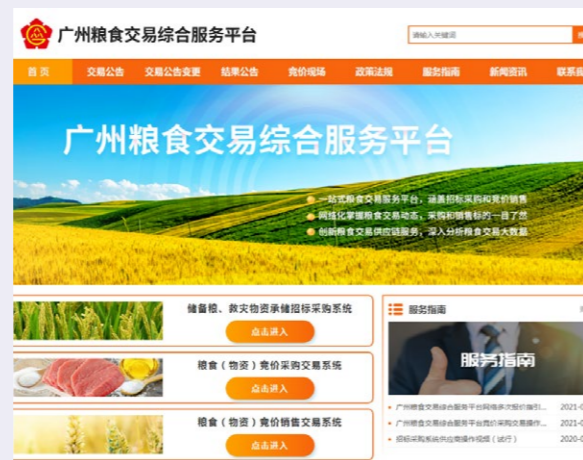 广州粮食交易综合服务平台
请输入关键词
首页 交易公告 交易公告变更 结果公告 竞价现场 政策法规 服务指南 新闻资讯
广州粮食交易综合服务平台
一站式粮食交易服务平台，涵盖招标采购和竞价销售
网络化掌握粮食交易动态，采购和销售标的一目了然
创新粮食交易供应链服务，深入分析粮食交易大数据
储备粮、救灾物资承储招标采购系统
点击进入
粮食（物资）竞价采购交易系统
点击进入
粮食（物资）竞价销售交易系统
点击进入
服务指南
服务指南
广州粮食交易综合服务平台网络多次报价指引...
广州粮食交易综合服务平台竞价采购交易操作...
招标采购系统供应商操作视频（试行）